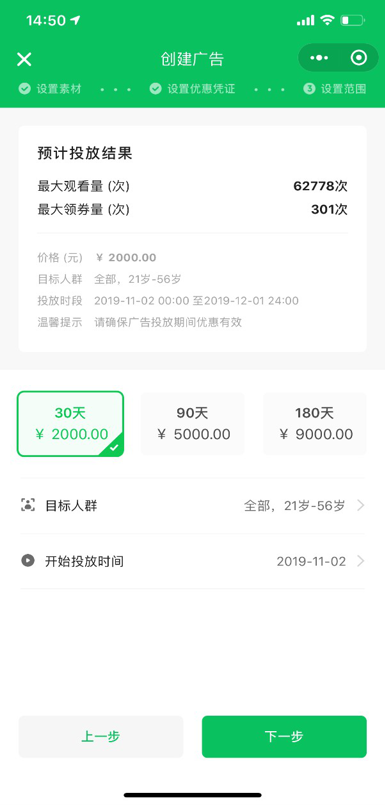 14:50
创建广告
设置素材 设置优惠凭证 3 设置范围
预计投放结果
最大观看量 (次) 62778次
最大领券量 (次) 301次
价格 (元) ¥ 2000.00
目标人群 全部，21岁-56岁
投放时段 2019-11-02 00:00 至2019-12-01 24:00
温馨提示 请确保广告投放期间优惠有效
30天 90天 180天
¥ 2000.00 ¥ 5000.00 ¥ 9000.00
目标人群 全部，21岁-56岁
开始投放时间 2019-11-02
上一步 下一步